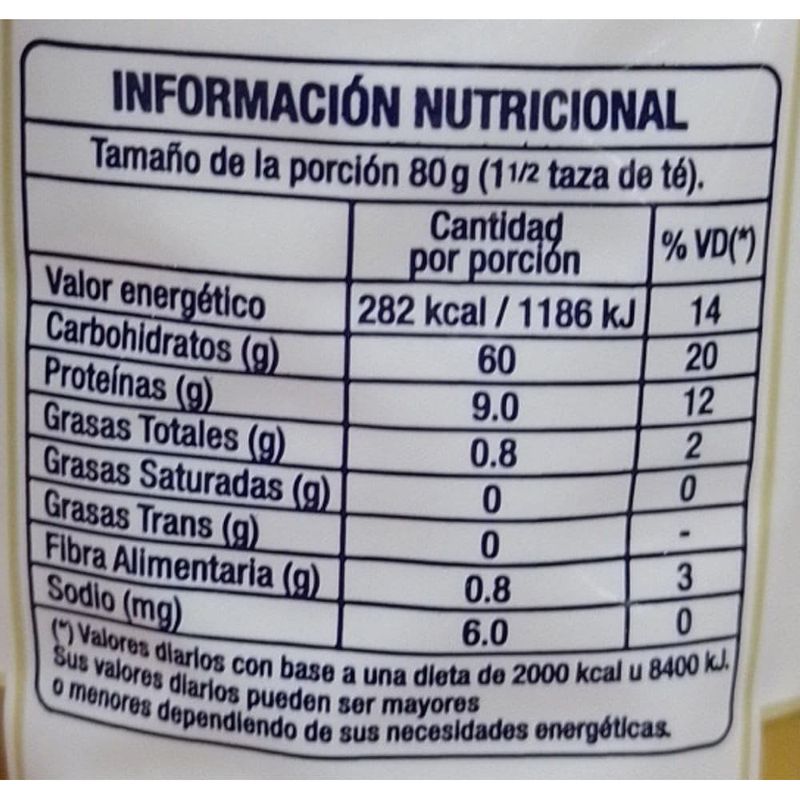 INFORMACIÓN NUTRICIONAL
Tamaño de la porción 80g (1 1/2 taza de té).
Cantidad por porción % VD(*)
Valor energético 282 kcal / 1186 kJ 14
Carbohidratos (g) 60 20
Proteínas (g) 9.0 12
Grasas Totales (g) 0.8 2
Grasas Saturadas (g) 0 0
Grasas Trans (g) 0 -
Fibra Alimentaria (g) 0.8 3
Sodio (mg) 6.0 0
(*) Valores diarios con base a una dieta de 2000 kcal u 8400 kJ.
Sus valores diarios pueden ser mayores
o menores dependiendo de sus necesidades energéticas.